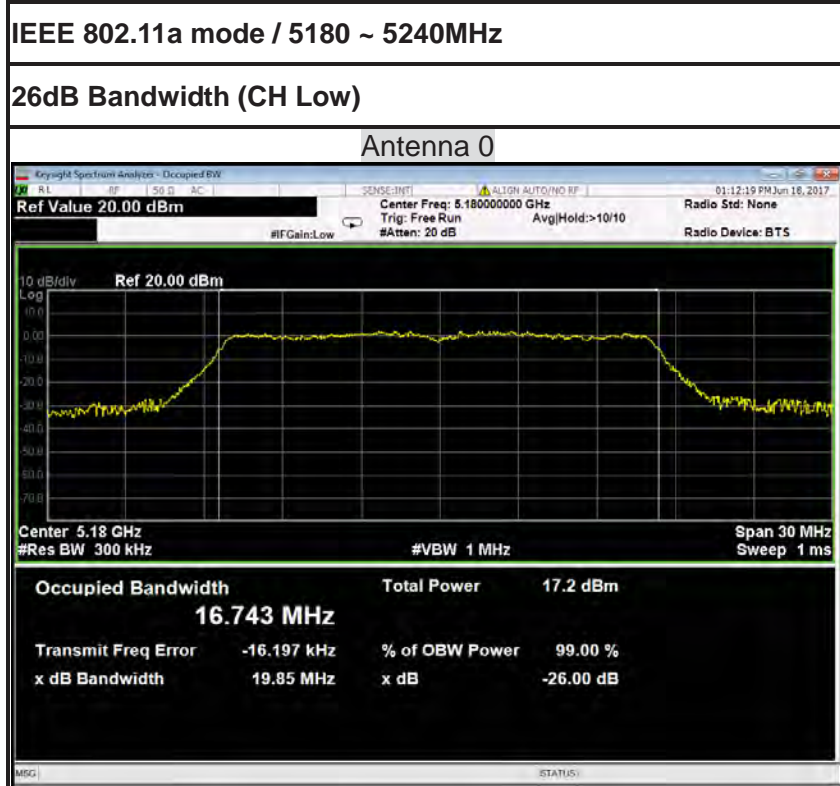 IEEE 802.11a mode / 5180 ~ 5240MHz
26dB Bandwidth (CH Low)
Antenna 0
Keysight Spectrum Analyzer - Occupied BW
RL RF 50 Ω AC SENSE:INT ALIGN AUTO/NO RF 01:12:19 PM Jun 18, 2017
Ref Value 20.00 dBm Center Freq: 5.180000000 GHz Radio Std: None
Trig: Free Run Avg|Hold:>10/10
#IFGain:Low #Atten: 20 dB Radio Device: BTS
10 dB/div Ref 20.00 dBm
Log
10.0
0.00
-10.0
-20.0
-30.0
-40.0
-50.0
-60.0
-70.0
Center 5.18 GHz Span 30 MHz
#Res BW 300 kHz #VBW 1 MHz Sweep 1 ms
Occupied Bandwidth Total Power 17.2 dBm
16.743 MHz
Transmit Freq Error -16.197 kHz % of OBW Power 99.00 %
x dB Bandwidth 19.85 MHz x dB -26.00 dB
MSG STATUS